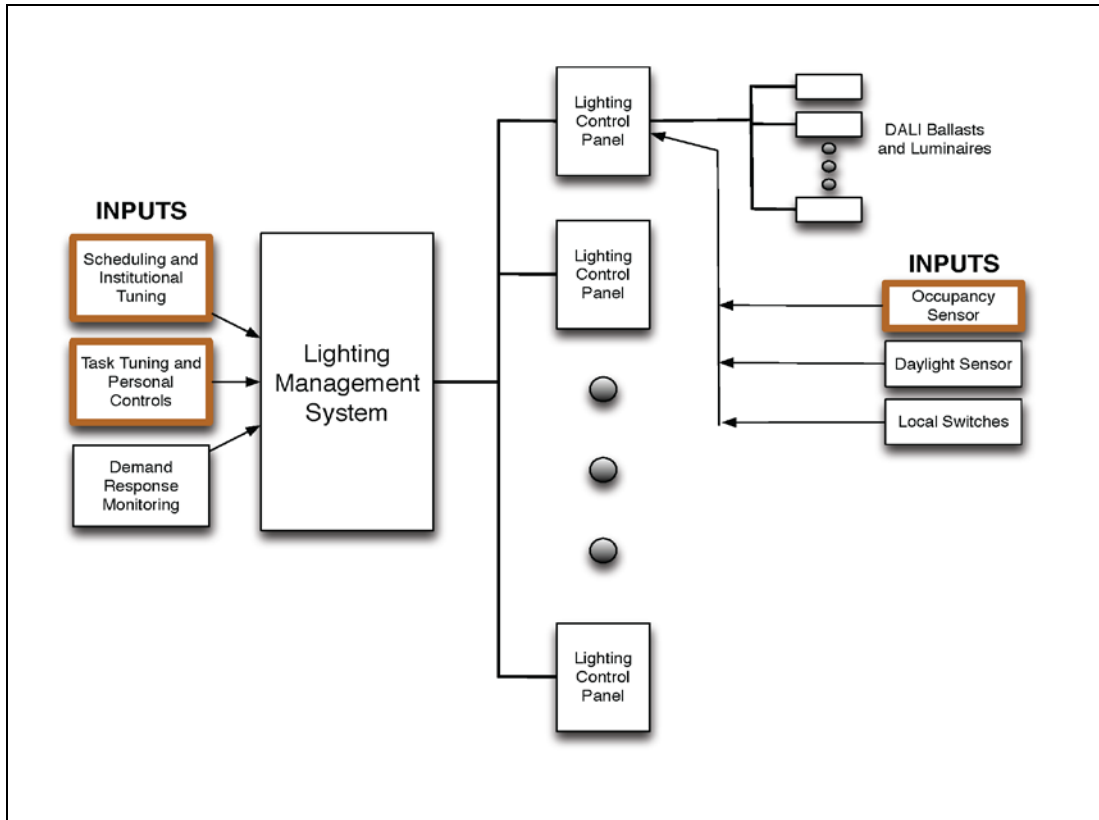 INPUTS
Scheduling and
Institutional
Tuning
Task Tuning and
Personal
Controls
Demand
Response
Monitoring
Lighting
Management
System
Lighting
Control
Panel
Lighting
Control
Panel
Lighting
Control
Panel
DALI Ballasts
and Luminaires
INPUTS
Occupancy
Sensor
Daylight Sensor
Local Switches